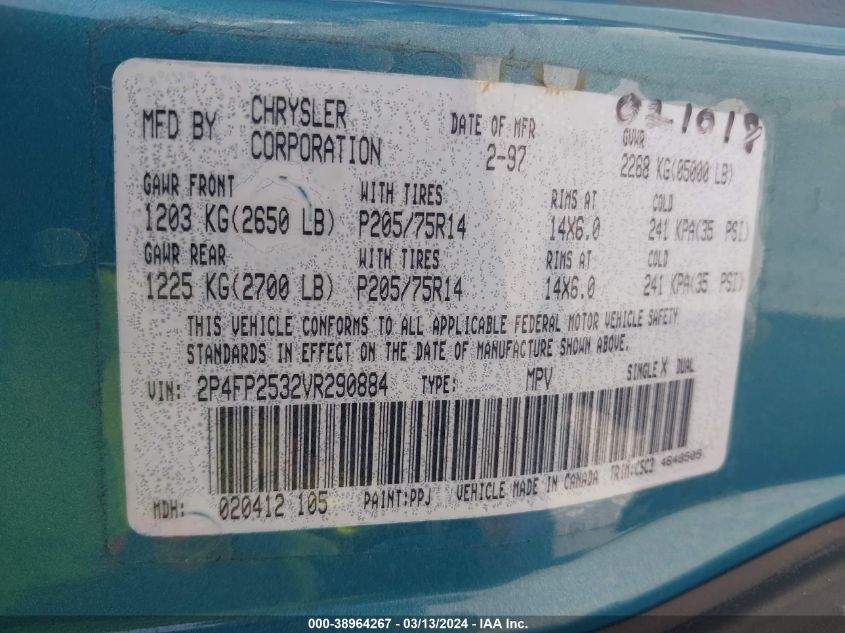 MFD BY CHRYSLER CORPORATION DATE OF MFR 2-97 GVWR 2268 KG(05000 LB)
GAWR FRONT WITH TIRES RIMS AT COLD
1203 KG(2650 LB) P205/75R14 14X6.0 241 KPA(35 PSI)
GAWR REAR WITH TIRES RIMS AT COLD
1225 KG(2700 LB) P205/75R14 14X6.0 241 KPA(35 PSI)
THIS VEHICLE CONFORMS TO ALL APPLICABLE FEDERAL MOTOR VEHICLE SAFETY
STANDARDS IN EFFECT ON THE DATE OF MANUFACTURE SHOWN ABOVE.
VIN: 2P4FP2532VR290884 TYPE: MPV SINGLE X DUAL
MDH: 020412 105 PAINT:PPJ VEHICLE MADE IN CANADA TRIM:CSC3 4648505
000-38964267 - 03/13/2024 - IAA Inc.